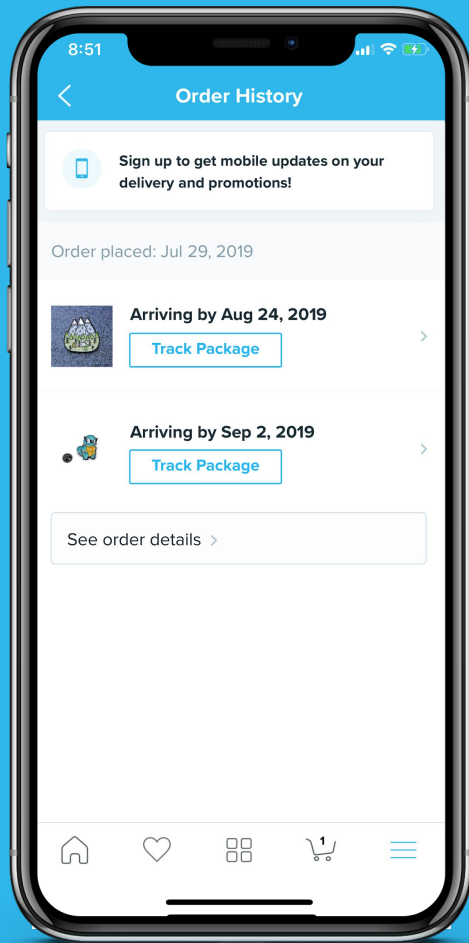 8:51
Order History
Sign up to get mobile updates on your
delivery and promotions!
Order placed: Jul 29, 2019
Arriving by Aug 24, 2019
Track Package
Arriving by Sep 2, 2019
Track Package
See order details >
1